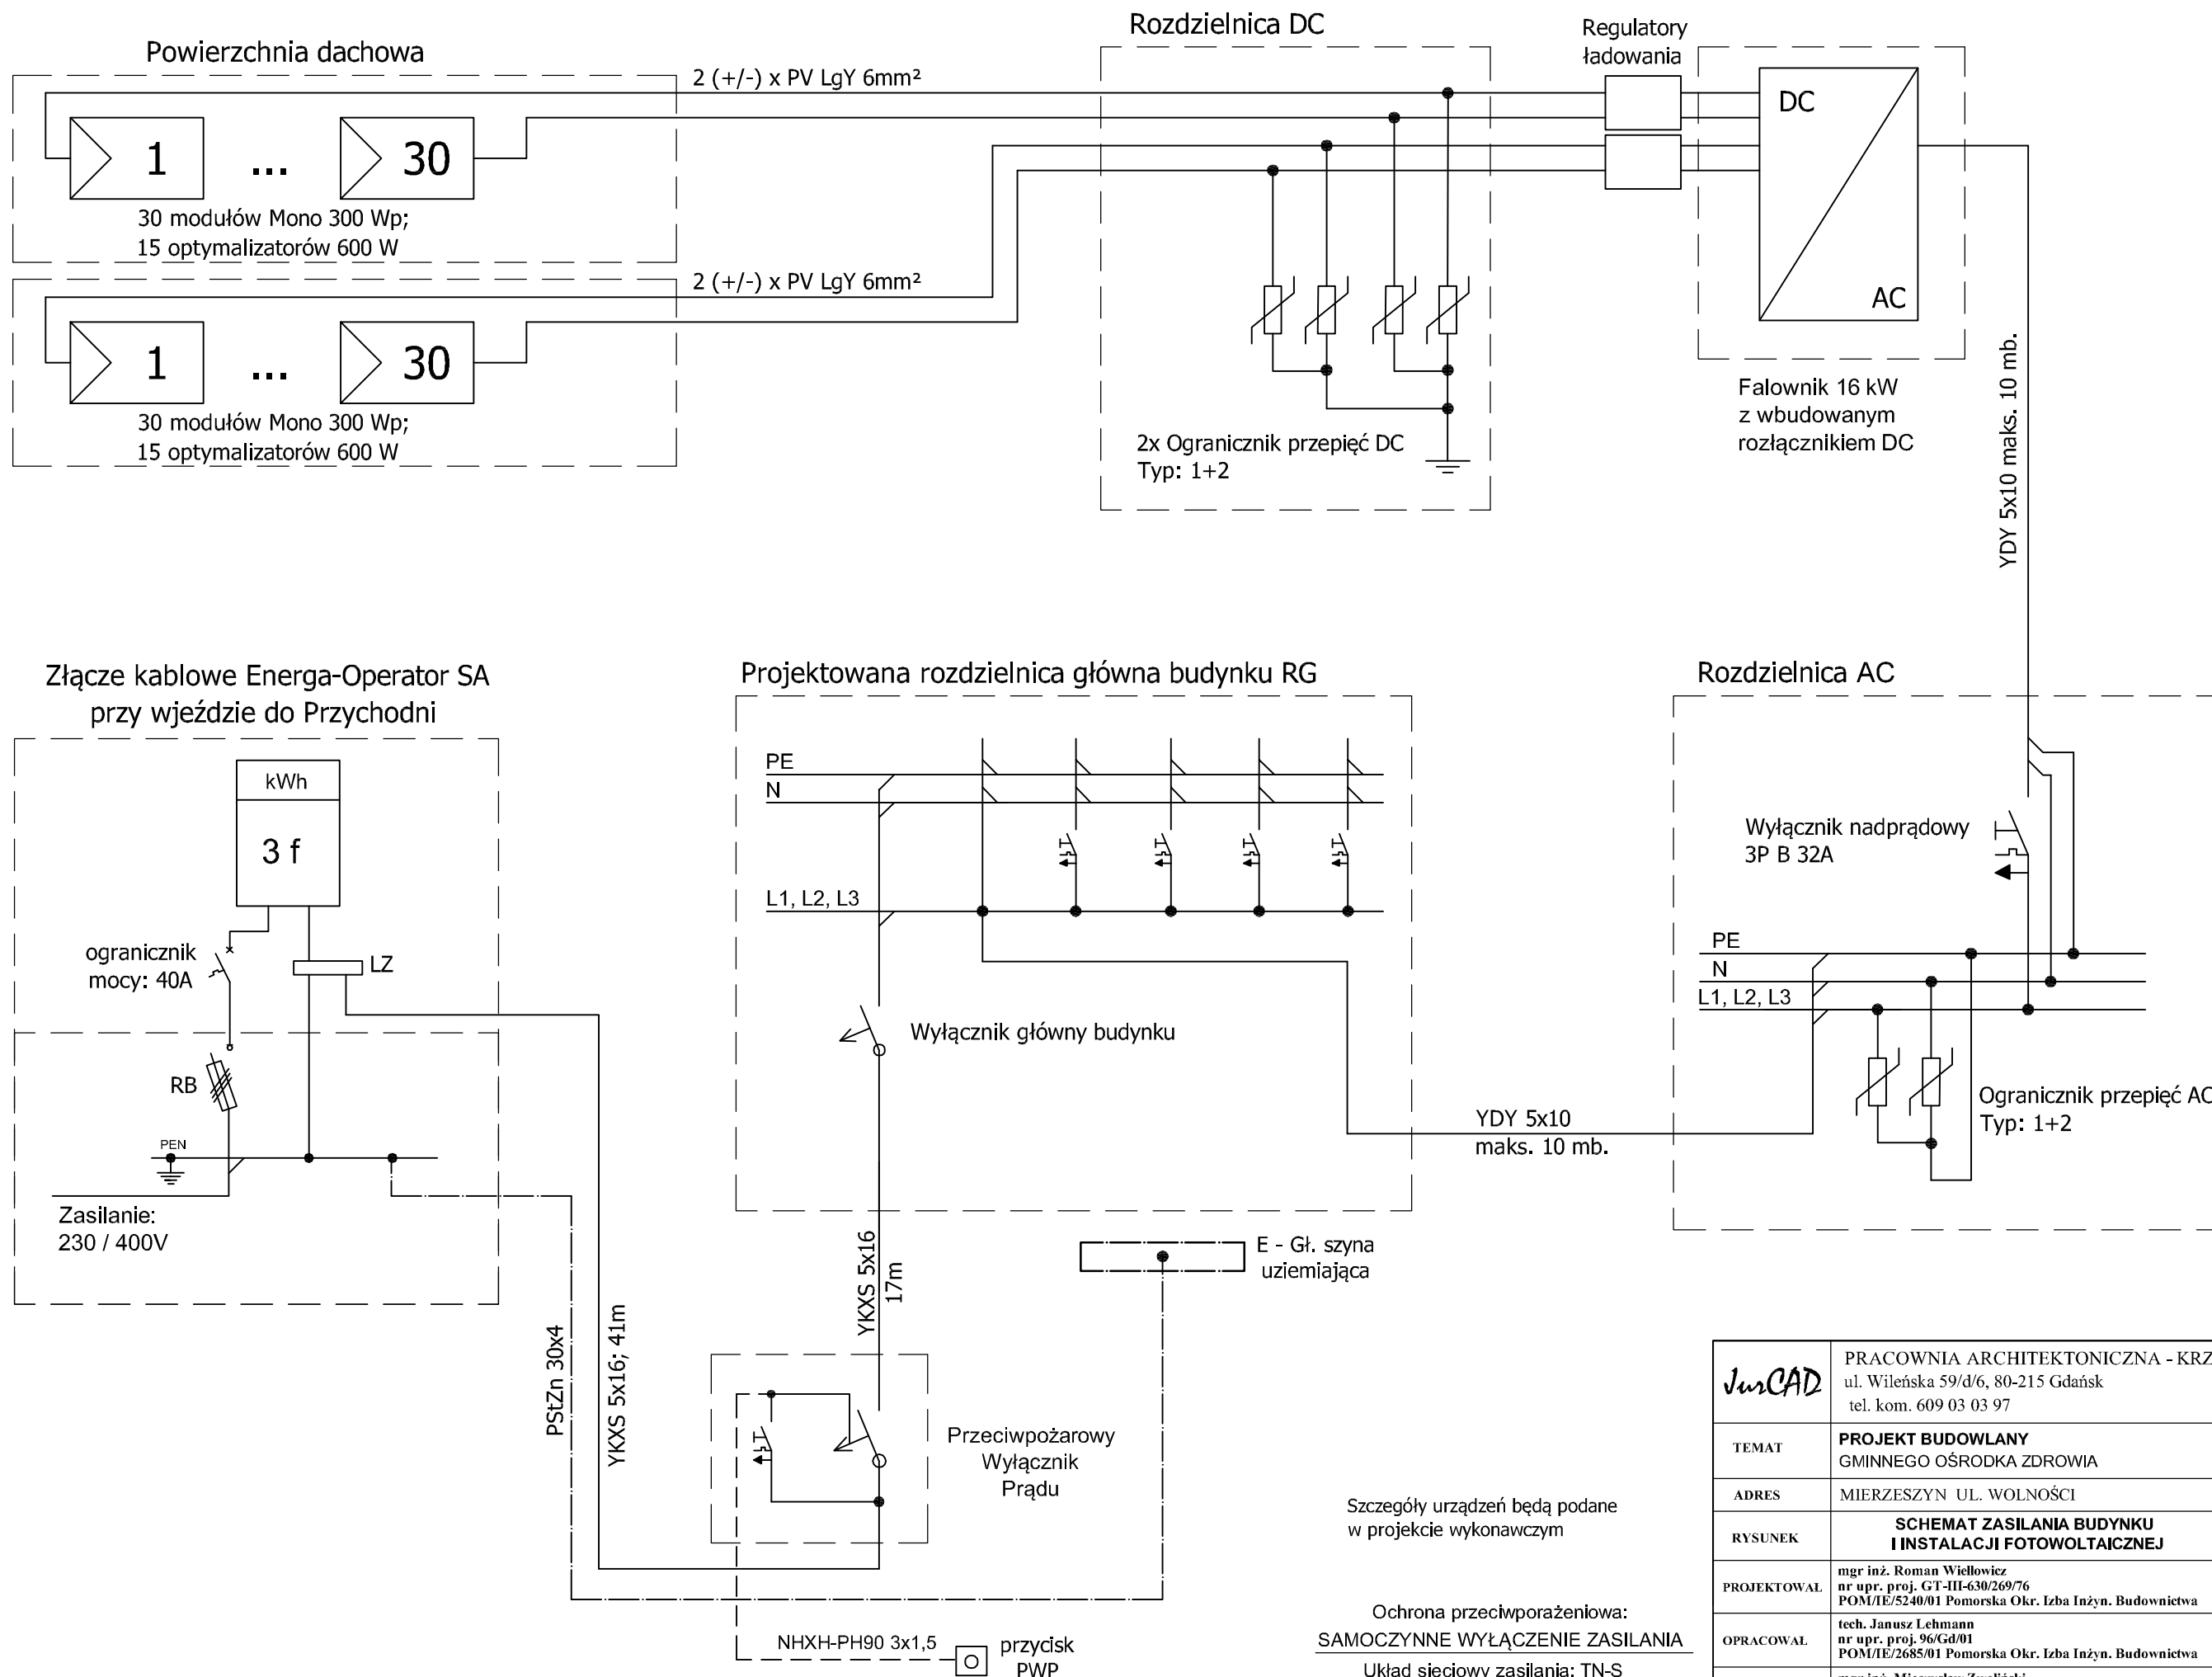 Powierzchnia dachowa
2 (+/-) x PV LgY 6mm²
1 ... 30
30 modułów Mono 300 Wp;
15 optymalizatorów 600 W
2 (+/-) x PV LgY 6mm²
1 ... 30
30 modułów Mono 300 Wp;
15 optymalizatorów 600 W
Rozdzielnica DC
2x Ogranicznik przepięć DC
Typ: 1+2
Regulatory
ładowania
DC
AC
Falownik 16 kW
z wbudowanym
rozłącznikiem DC
YDY 5x10 maks. 10 mb.
Złącze kablowe Energa-Operator SA
przy wjeździe do Przychodni
kWh
3 f
ogranicznik
mocy: 40A
LZ
RB
PEN
Zasilanie:
230 / 400V
PStZn 30x4
YKXS 5x16; 41m
Projektowana rozdzielnica główna budynku RG
PE
N
L1, L2, L3
Wyłącznik główny budynku
YKXS 5x16
17m
E - Gł. szyna
uziemiająca
Przeciwpożarowy
Wyłącznik
Prądu
NHXH-PH90 3x1,5
przycisk
PWP
YDY 5x10
maks. 10 mb.
Rozdzielnica AC
Wyłącznik nadprądowy
3P B 32A
PE
N
L1, L2, L3
Ogranicznik przepięć AC
Typ: 1+2
Szczegóły urządzeń będą podane
w projekcie wykonawczym
Ochrona przeciwporażeniowa:
SAMOCZYNNE WYŁĄCZENIE ZASILANIA
Układ sieciowy zasilania: TN-S
JurCAD
PRACOWNIA ARCHITEKTONICZNA - KRZ
ul. Wileńska 59/d/6, 80-215 Gdańsk
tel. kom. 609 03 03 97
TEMAT
PROJEKT BUDOWLANY
GMINNEGO OŚRODKA ZDROWIA
ADRES
MIERZESZYN UL. WOLNOŚCI
RYSUNEK
SCHEMAT ZASILANIA BUDYNKU
I INSTALACJI FOTOWOLTAICZNEJ
PROJEKTOWAŁ
mgr inż. Roman Wiełłowicz
nr upr. proj. GT-III-630/269/76
POM/IE/5240/01 Pomorska Okr. Izba Inżyn. Budownictwa
OPRACOWAŁ
tech. Janusz Lehmann
nr upr. proj. 96/Gd/01
POM/IE/2685/01 Pomorska Okr. Izba Inżyn. Budownictwa